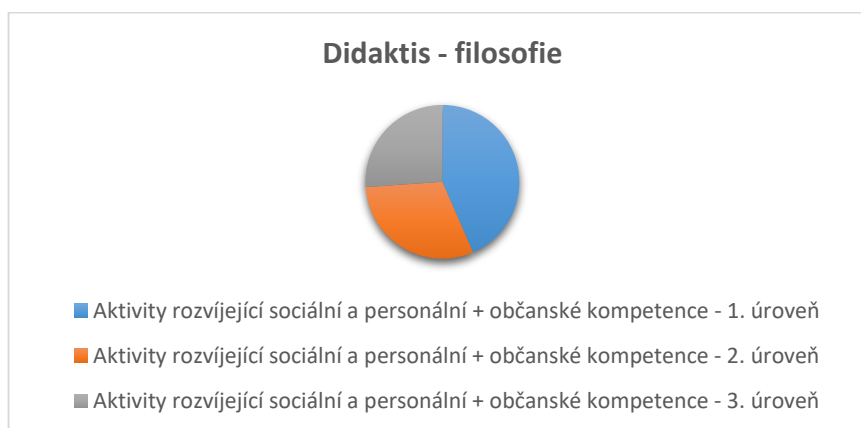 Didaktis - filosofie
Aktivity rozvíjející sociální a personální + občanské kompetence - 1. úroveň
Aktivity rozvíjející sociální a personální + občanské kompetence - 2. úroveň
Aktivity rozvíjející sociální a personální + občanské kompetence - 3. úroveň